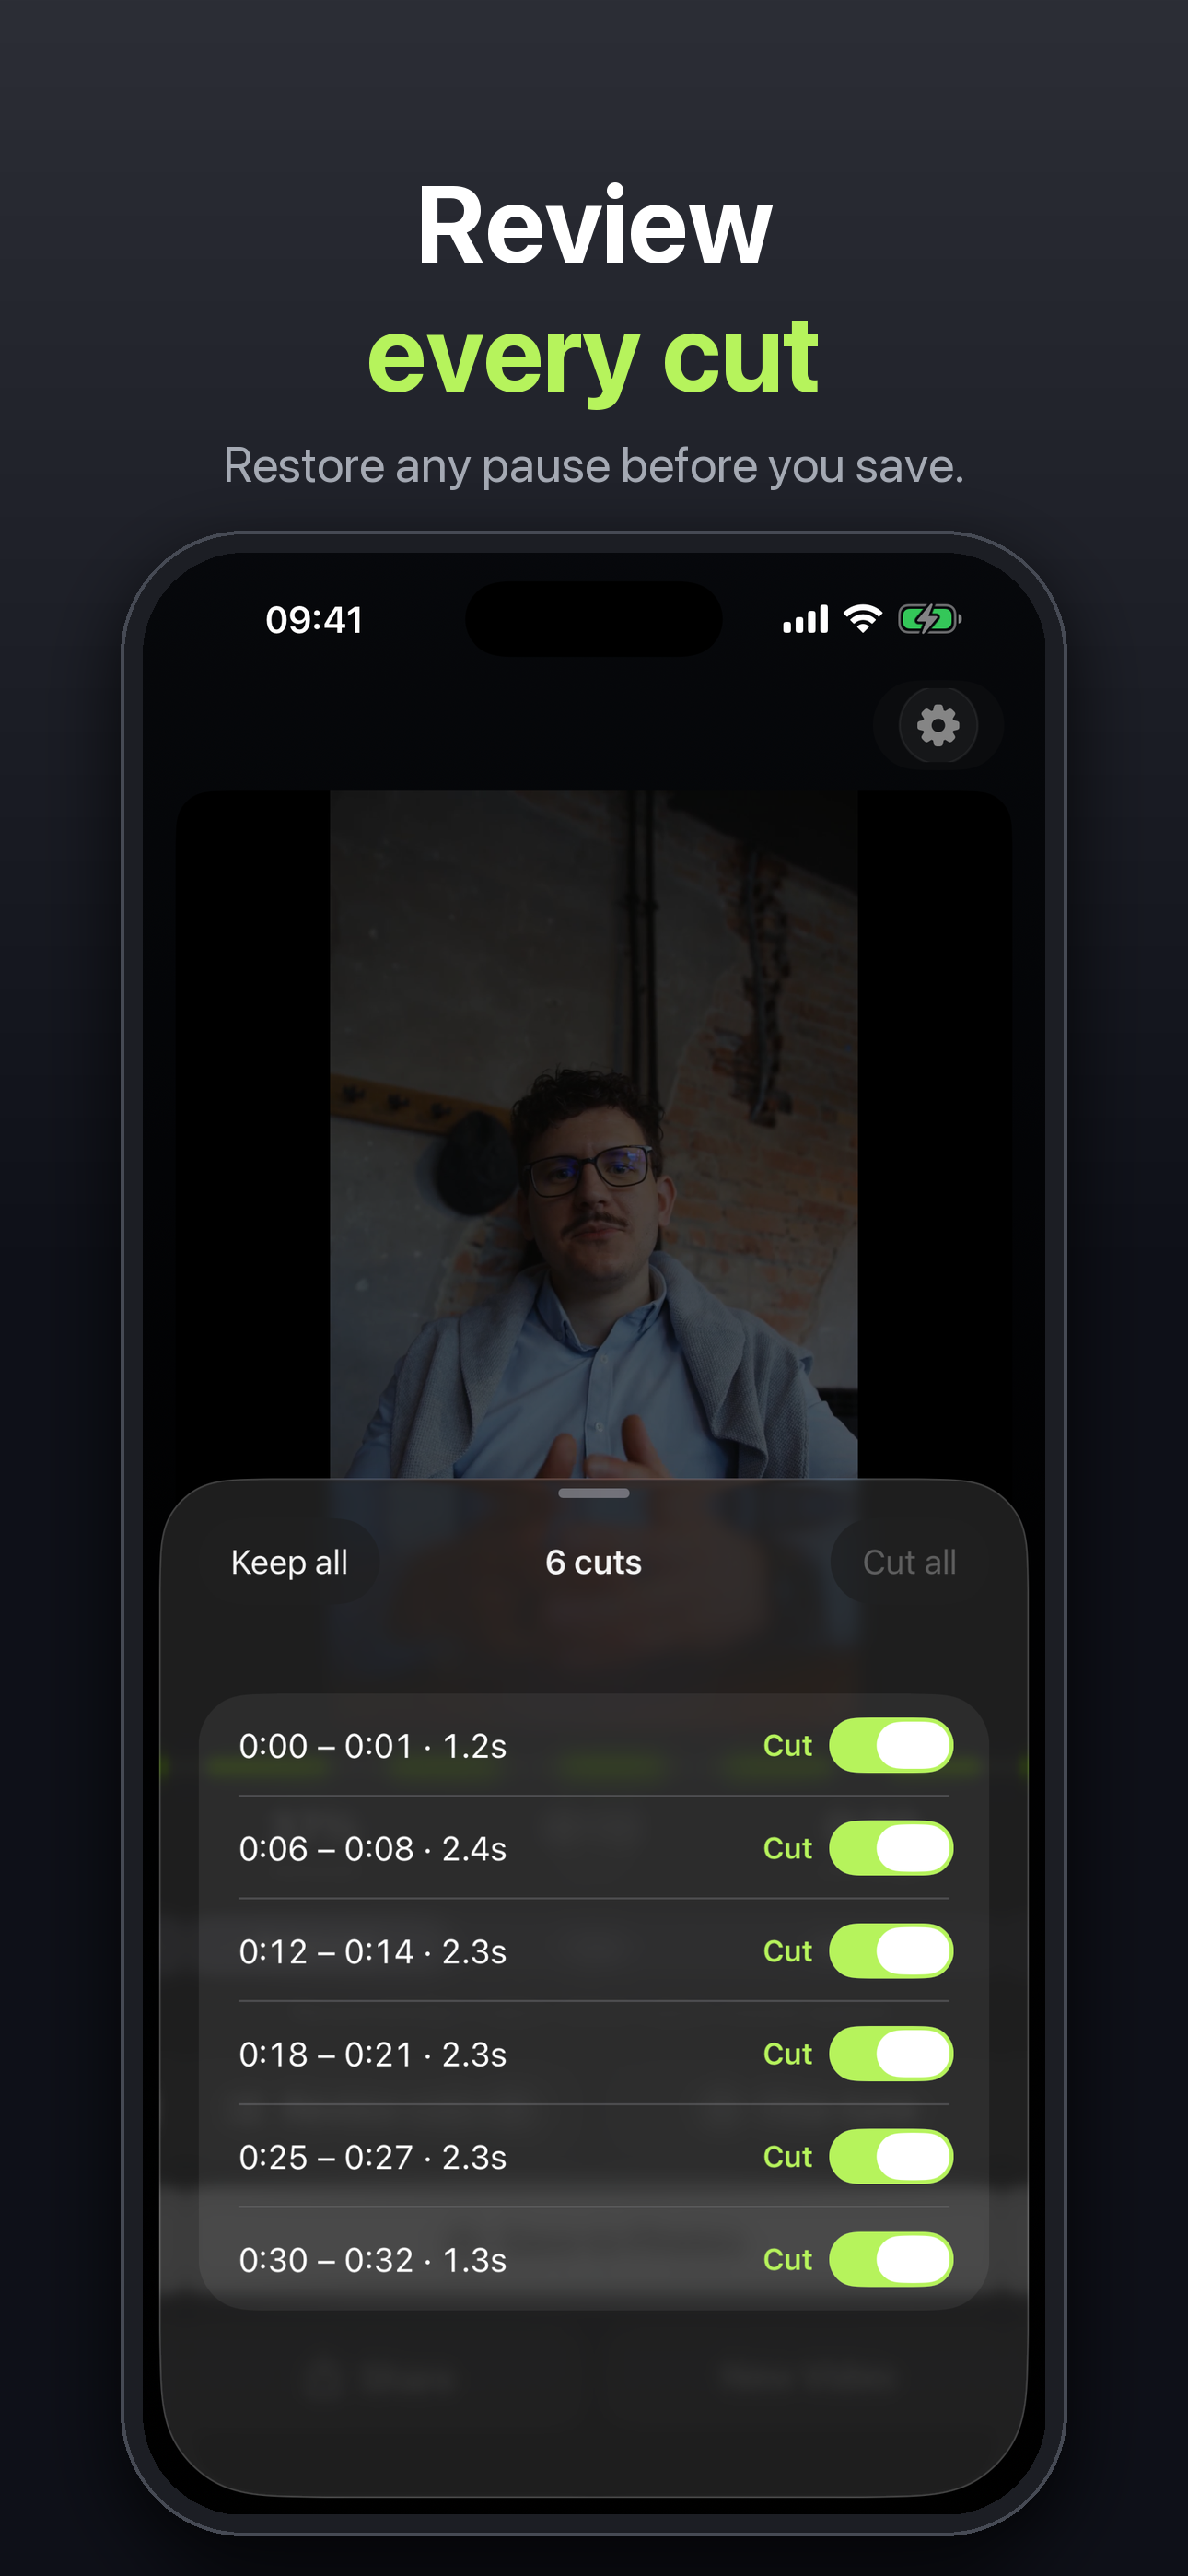 Review
every cut
Restore any pause before you save.
09:41
Keep all
6 cuts
Cut all
0:00 – 0:01 · 1.2s
Cut
0:06 – 0:08 · 2.4s
Cut
0:12 – 0:14 · 2.3s
Cut
0:18 – 0:21 · 2.3s
Cut
0:25 – 0:27 · 2.3s
Cut
0:30 – 0:32 · 1.3s
Cut